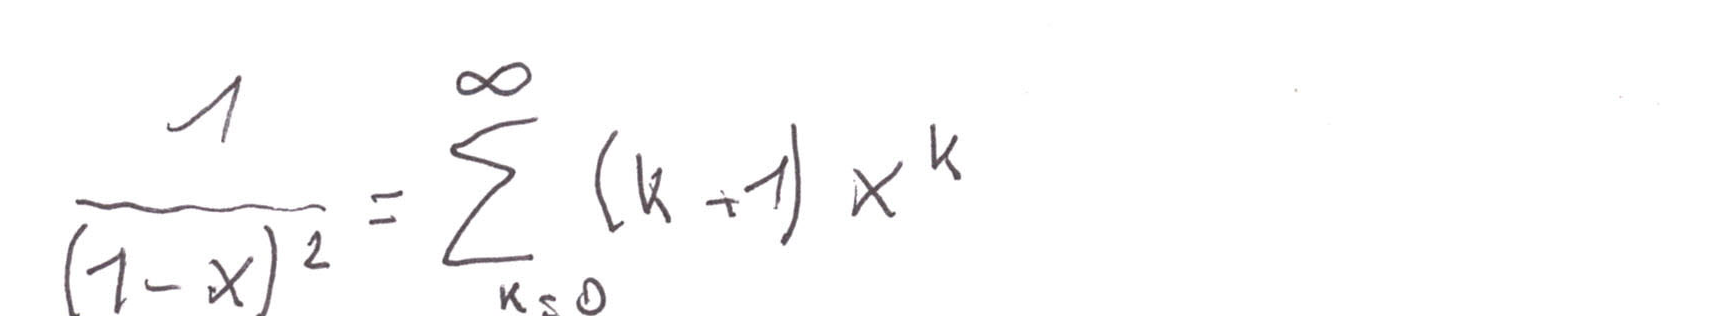 1/(1-x)² = ∑_{k=0}^{∞} (k+1) x^k